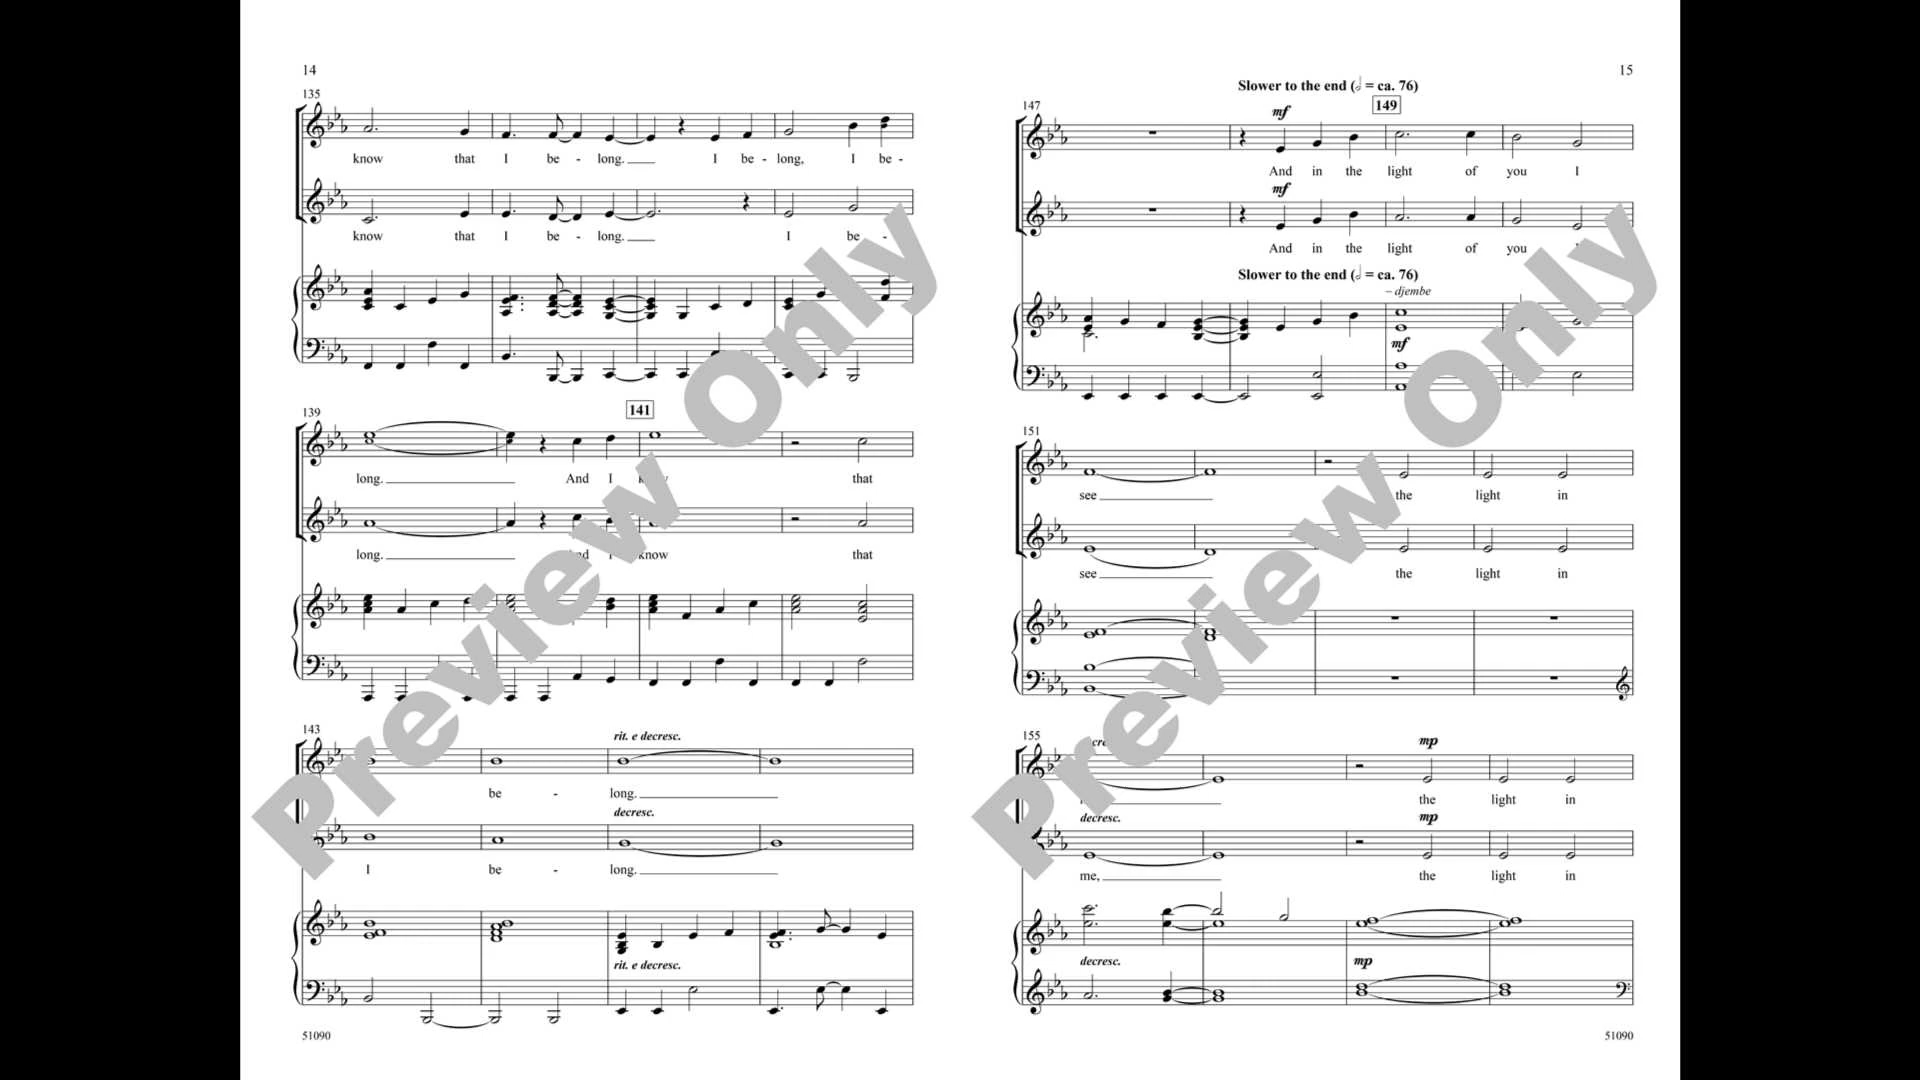 14
135
know that I be - long. I be - long, I be -
know that I be - long. I be -
139
141
long. And I know that
long. And I know that
143
rit. e decresc.
be - long.
decresc.
I be - long.
rit. e decresc.
51090
Preview Only
15
Slower to the end (𝅗𝅥 = ca. 76)
147
149
mf
And in the light of you I
mf
And in the light of you
Slower to the end (𝅗𝅥 = ca. 76)
– djembe
mf
151
see the light in
see the light in
155
mp
the light in
decresc.
mp
me, the light in
decresc.
mp
51090
Preview Only